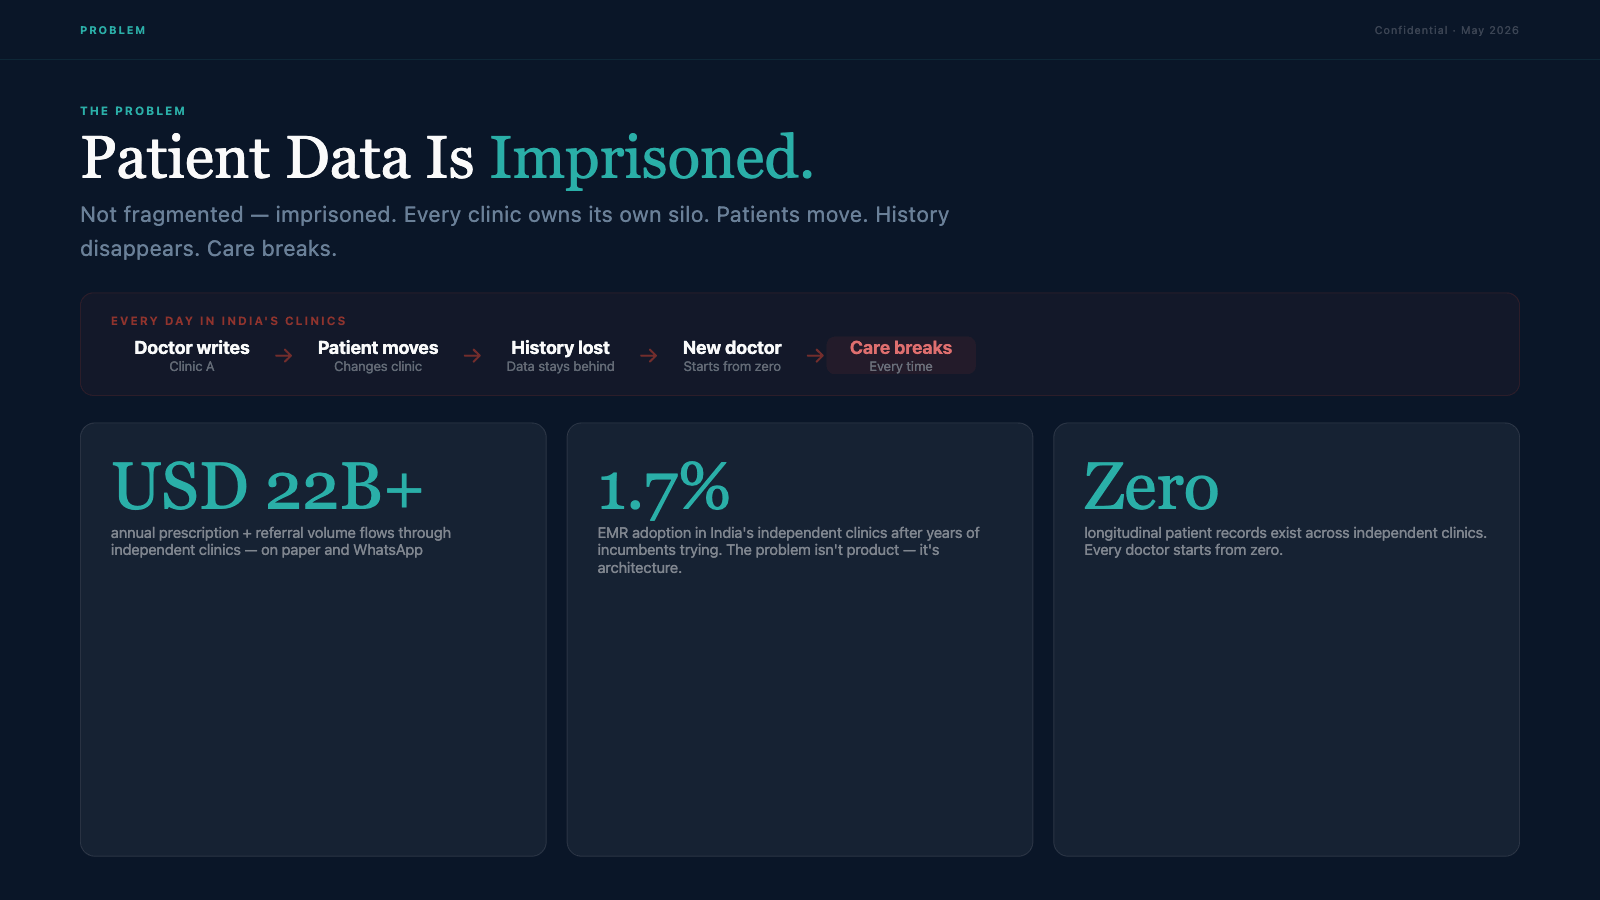 PROBLEM
Confidential · May 2026
THE PROBLEM
Patient Data Is Imprisoned.
Not fragmented — imprisoned. Every clinic owns its own silo. Patients move. History
disappears. Care breaks.
EVERY DAY IN INDIA'S CLINICS
Doctor writes → Patient moves → History lost → New doctor → Care breaks
Clinic A Changes clinic Data stays behind Starts from zero Every time
USD 22B+
annual prescription + referral volume flows through
independent clinics — on paper and WhatsApp
1.7%
EMR adoption in India's independent clinics after years of
incumbents trying. The problem isn't product — it's
architecture.
Zero
longitudinal patient records exist across independent clinics.
Every doctor starts from zero.